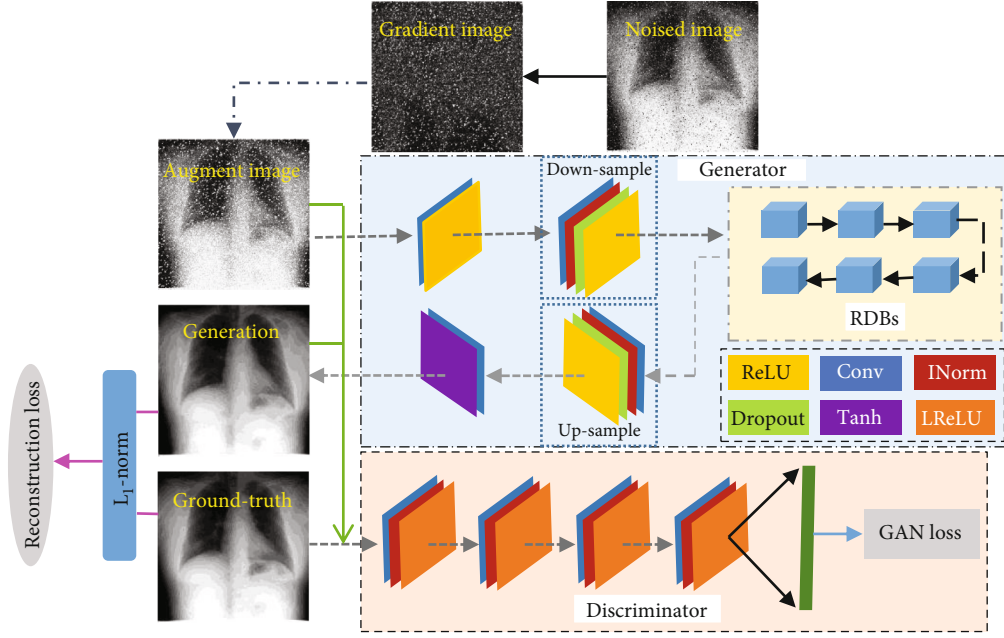 Gradient image
Noised image
Augment image
Down-sample
Generator
RDBs
Generation
ReLU
Conv
INorm
Dropout
Tanh
LReLU
Up-sample
Reconstruction loss
L1-norm
Ground-truth
GAN loss
Discriminator